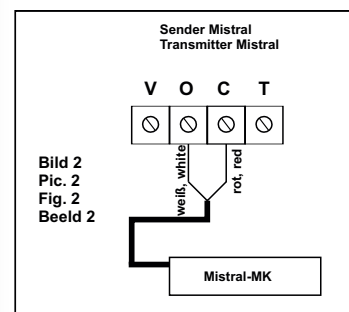 Sender Mistral
Transmitter Mistral
V O C T
weiß, white
rot, red
Bild 2
Pic. 2
Fig. 2
Beeld 2
Mistral-MK